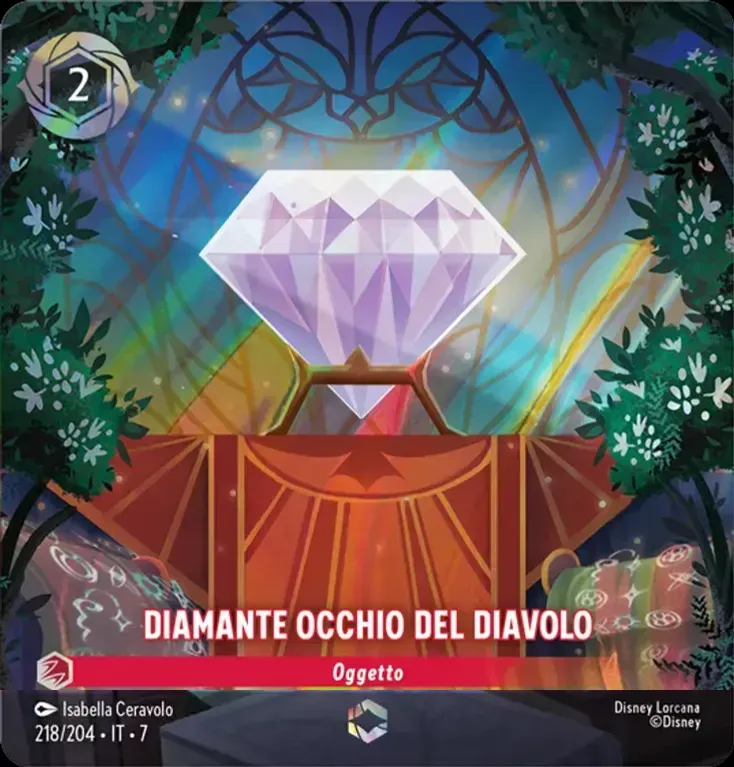 2
DIAMANTE OCCHIO DEL DIAVOLO
Oggetto
Isabella Ceravolo
Disney Lorcana
218/204 • IT • 7
©Disney